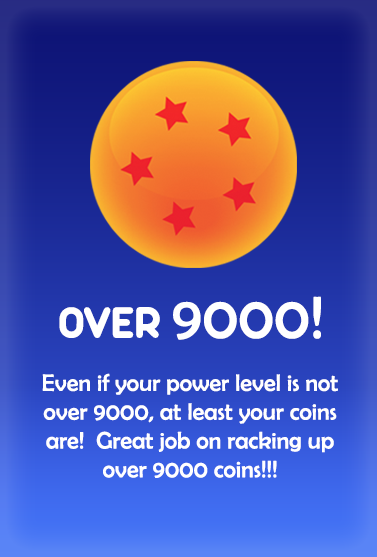 OVER 9000!
Even if your power level is not
over 9000, at least your coins
are!  Great job on racking up
over 9000 coins!!!